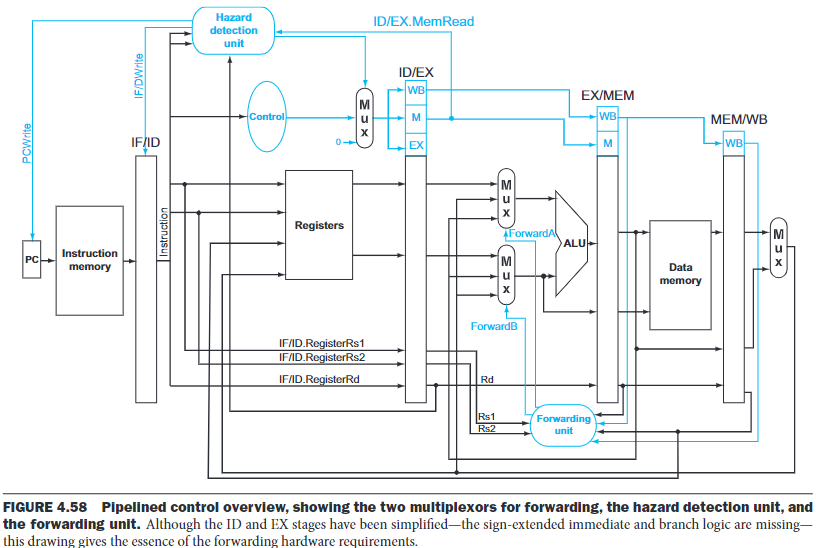 Hazard
detection
unit
ID/EX.MemRead
IF/DWrite
PCWrite
Control
M
u
x
0
ID/EX
WB
M
EX
EX/MEM
WB
M
MEM/WB
WB
IF/ID
PC
Instruction
memory
Instruction
Registers
M
u
x
ForwardA
M
u
x
ForwardB
ALU
Data
memory
M
u
x
IF/ID.RegisterRs1
IF/ID.RegisterRs2
IF/ID.RegisterRd
Rd
Rs1
Rs2
Forwarding
unit
FIGURE 4.58 Pipelined control overview, showing the two multiplexors for forwarding, the hazard detection unit, and
the forwarding unit. Although the ID and EX stages have been simplified—the sign-extended immediate and branch logic are missing—
this drawing gives the essence of the forwarding hardware requirements.